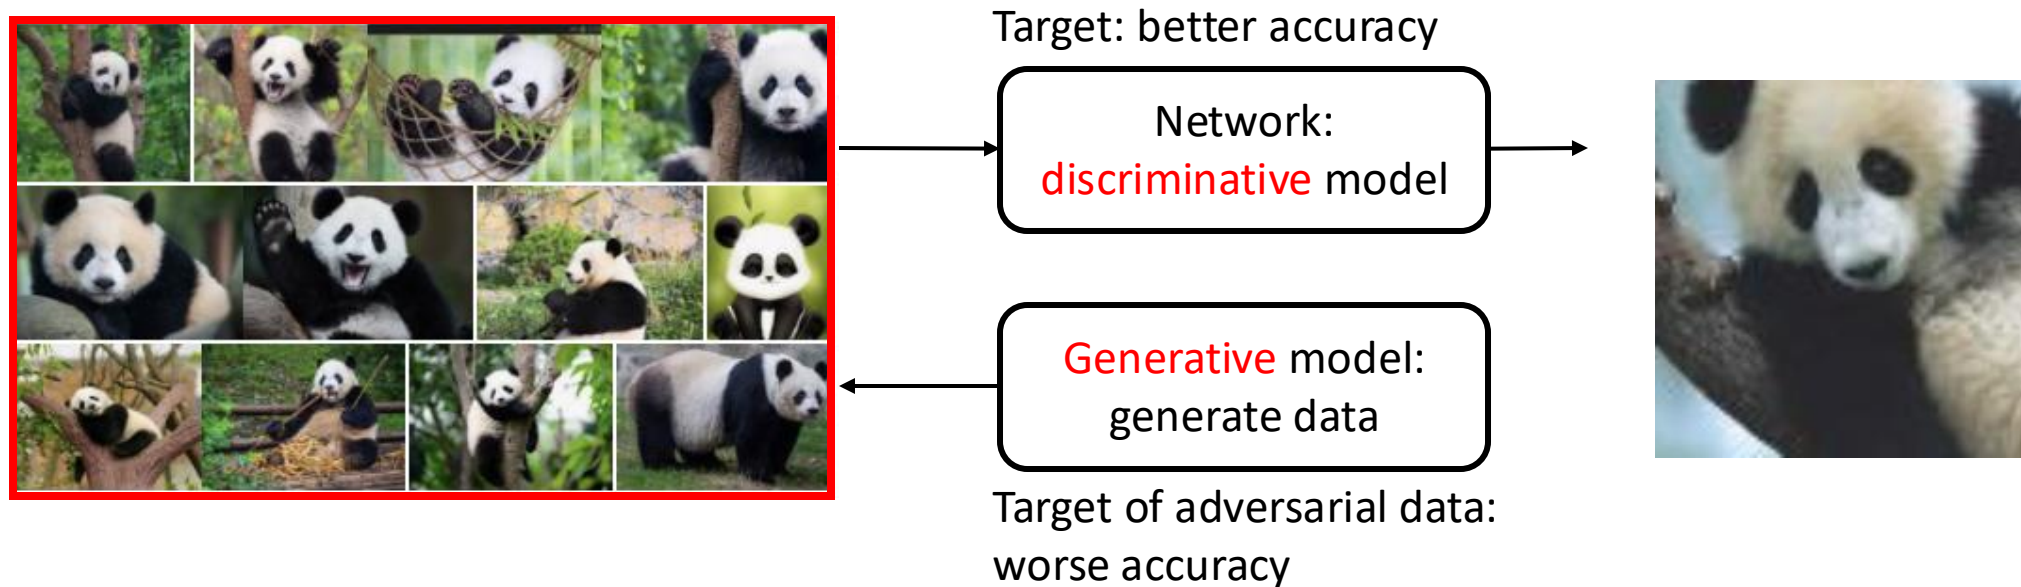 Target: better accuracy
Network:
discriminative model
Generative model:
generate data
Target of adversarial data:
worse accuracy